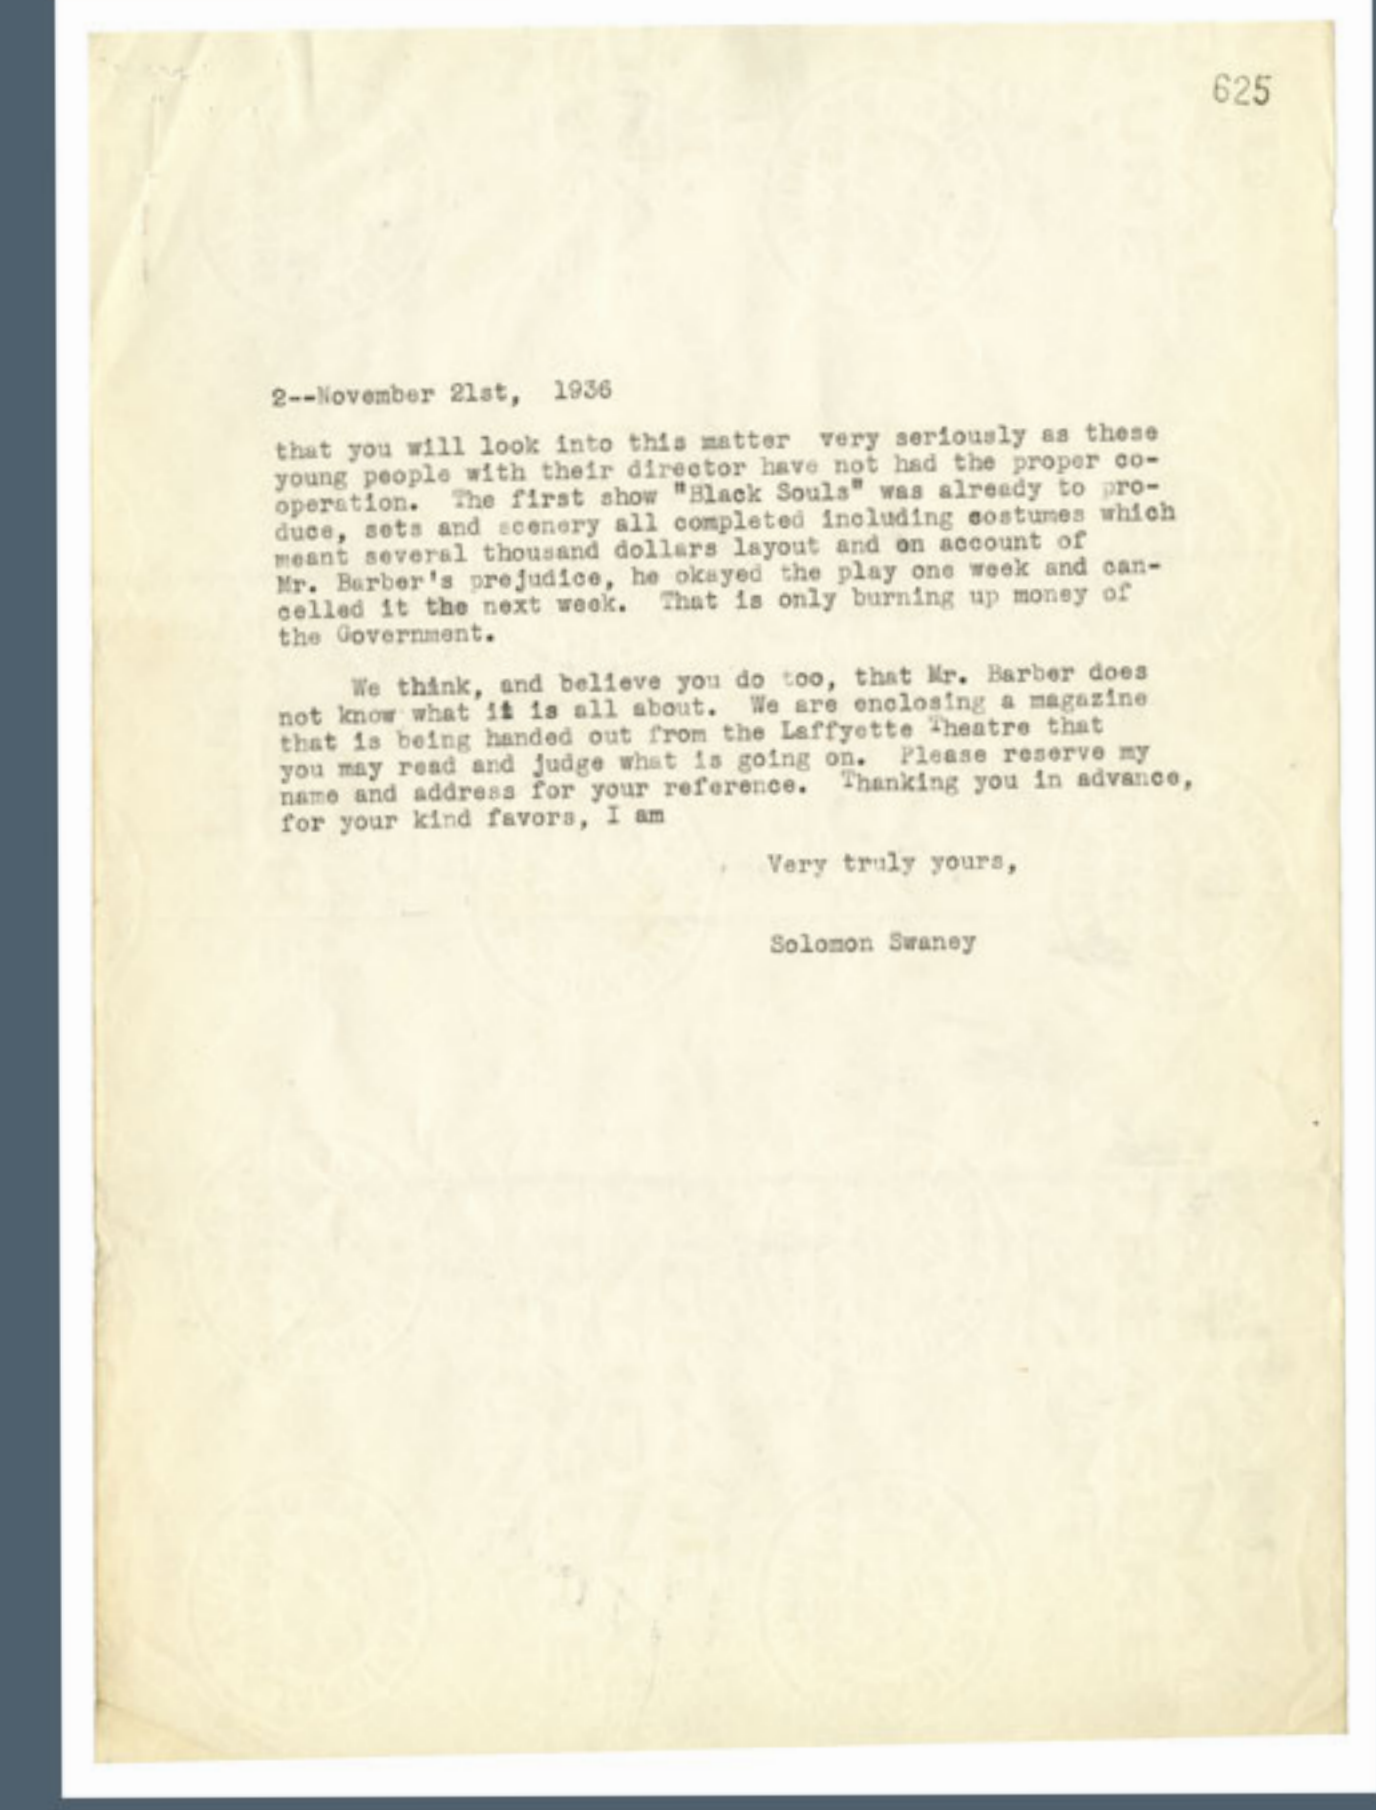 625
2--November 21st, 1936
that you will look into this matter very seriously as these
young people with their director have not had the proper co-
operation. The first show "Black Souls" was already to pro-
duce, sets and scenery all completed including costumes which
meant several thousand dollars layout and on account of
Mr. Barber's prejudice, he okayed the play one week and can-
celled it the next week. That is only burning up money of
the Government.
We think, and believe you do too, that Mr. Barber does
not know what it is all about. We are enclosing a magazine
that is being handed out from the Laffyette Theatre that
you may read and judge what is going on. Please reserve my
name and address for your reference. Thanking you in advance,
for your kind favors, I am
Very truly yours,
Solomon Swaney